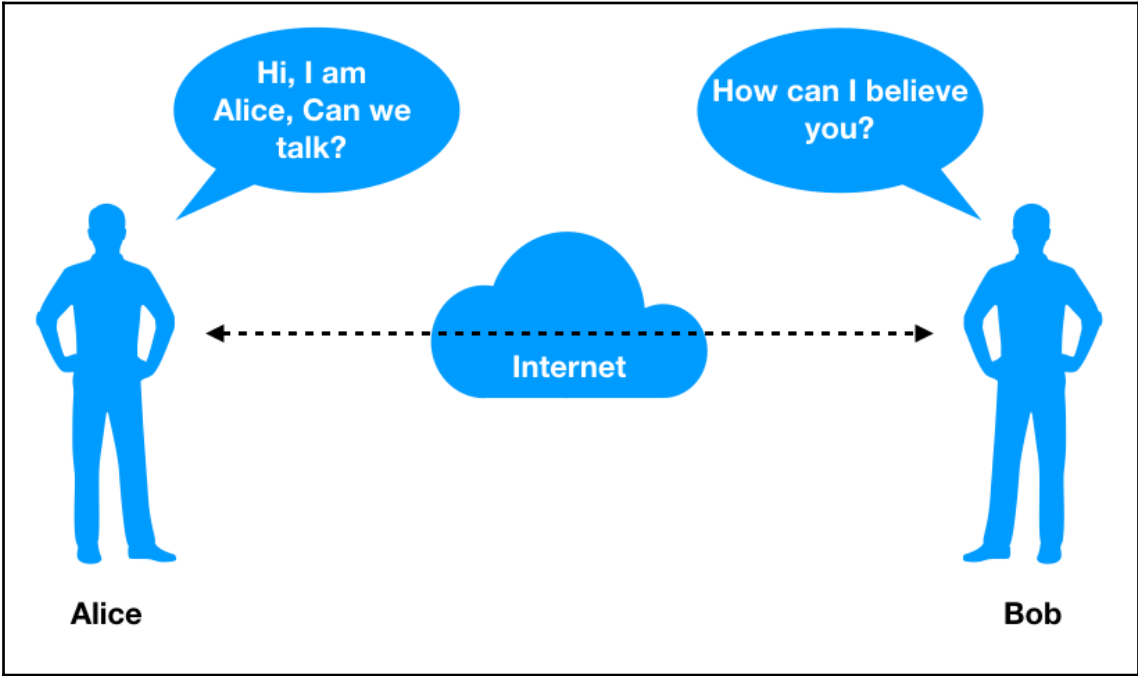 Hi, I am
Alice, Can we
talk?
How can I believe
you?
Internet
Alice
Bob